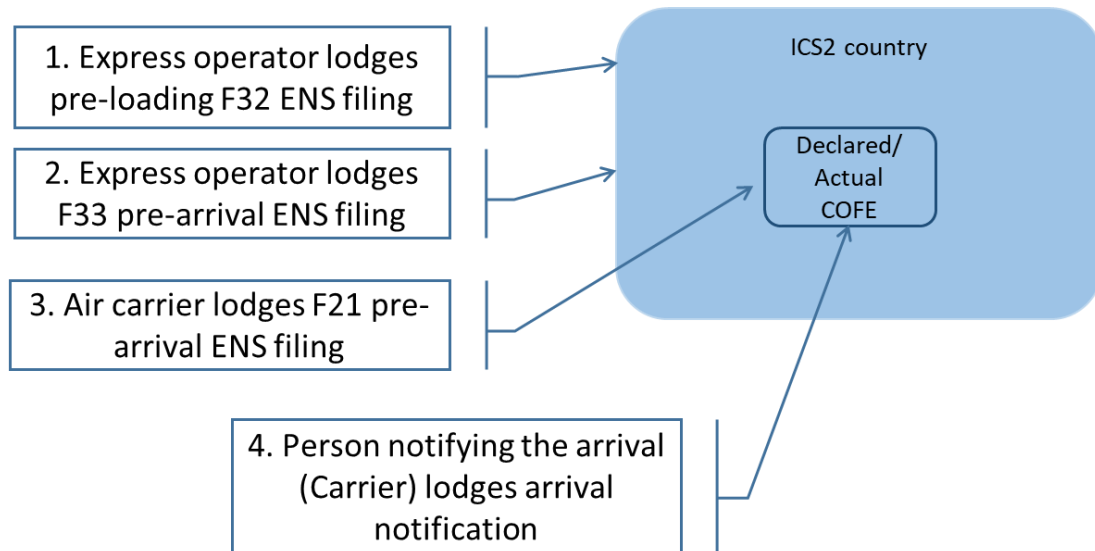 1. Express operator lodges
pre-loading F32 ENS filing
ICS2 country
2. Express operator lodges
F33 pre-arrival ENS filing
Declared/
Actual
COFE
3. Air carrier lodges F21 pre-
arrival ENS filing
4. Person notifying the arrival
(Carrier) lodges arrival
notification